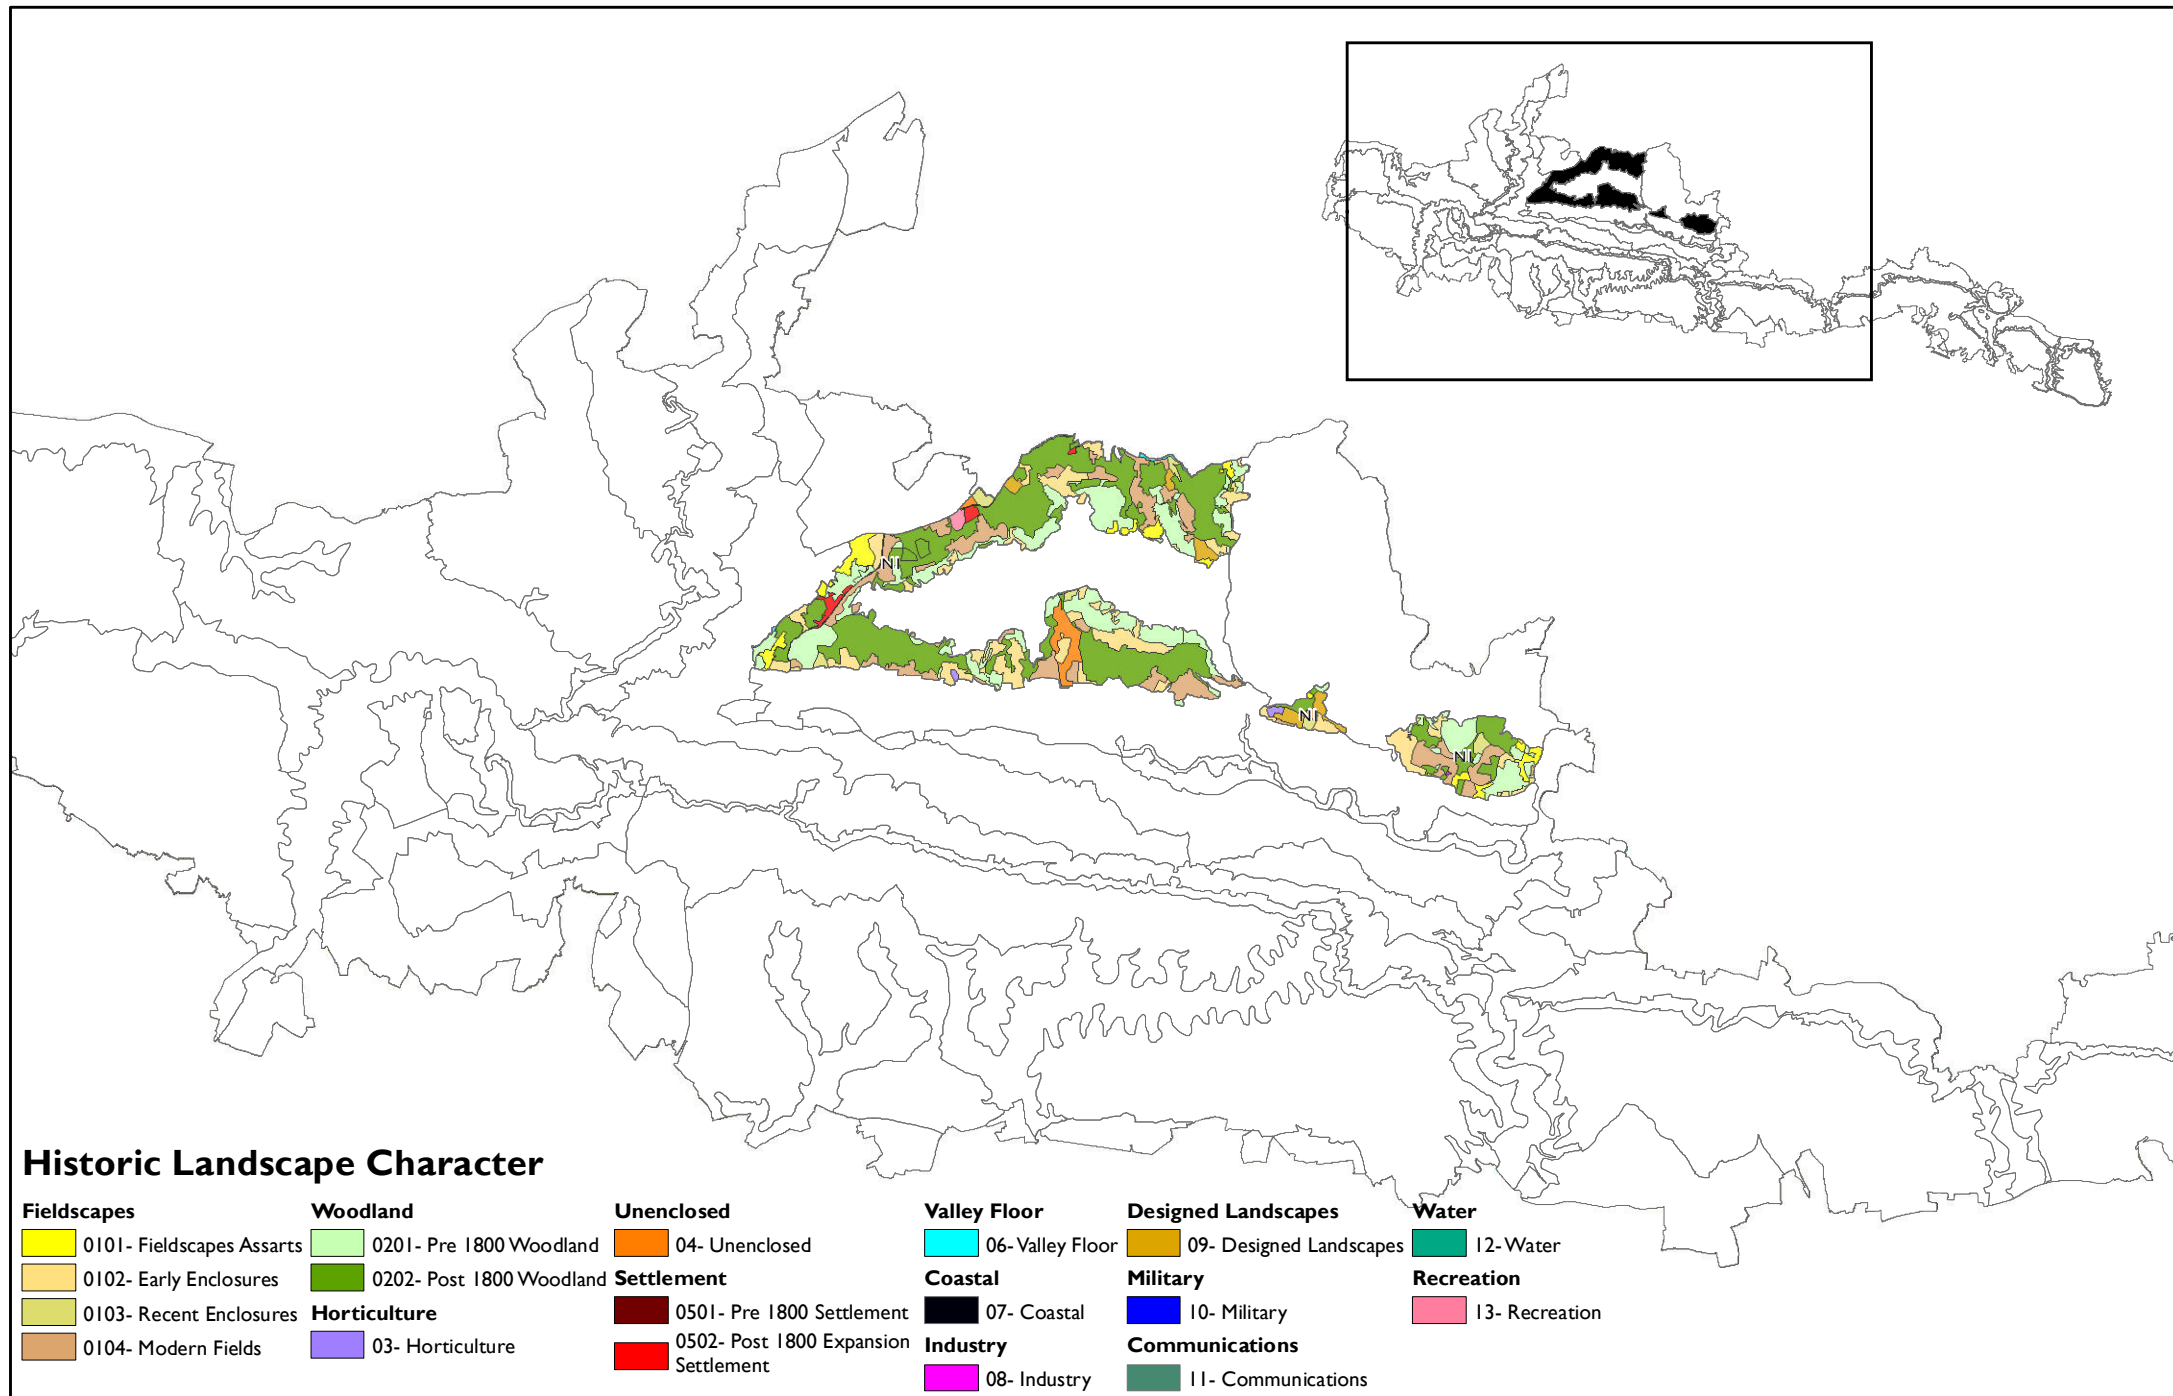 NI
NI
NI
Historic Landscape Character
Fieldscapes
0101- Fieldscapes Assarts
0102- Early Enclosures
0103- Recent Enclosures
0104- Modern Fields
Woodland
0201- Pre 1800 Woodland
0202- Post 1800 Woodland
Horticulture
03- Horticulture
Unenclosed
04- Unenclosed
Settlement
0501- Pre 1800 Settlement
0502- Post 1800 Expansion
Settlement
Valley Floor
06- Valley Floor
Coastal
07- Coastal
Industry
08- Industry
Designed Landscapes
09- Designed Landscapes
Military
10- Military
Communications
11- Communications
Water
12- Water
Recreation
13- Recreation